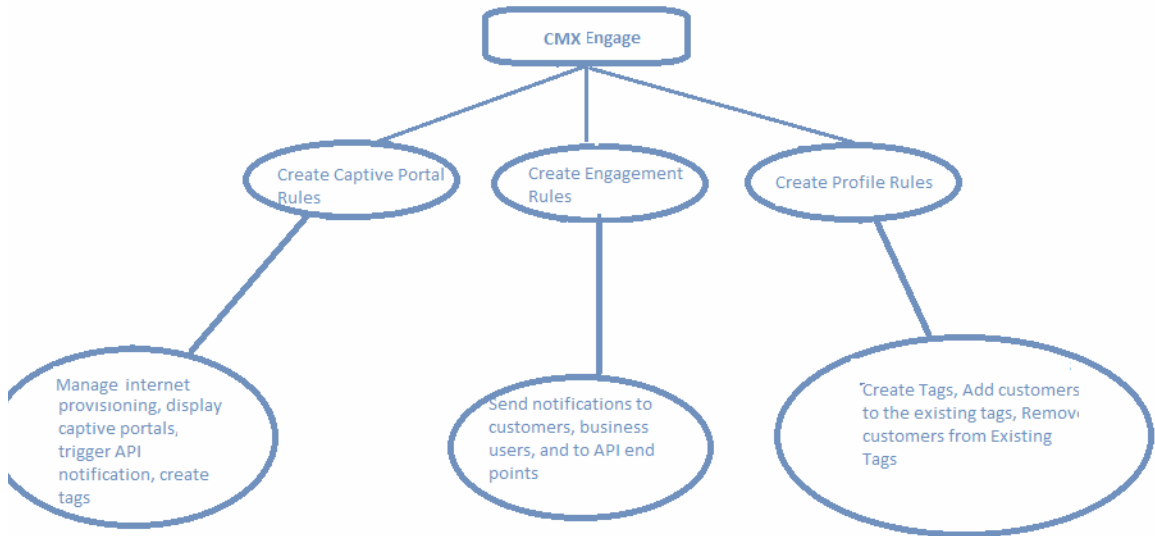 CMX Engage
Create Captive Portal
Rules
Create Engagement
Rules
Create Profile Rules
Manage internet
provisioning, display
captive portals,
trigger API
notification, create
tags
Send notifications to
customers, business
users, and to API end
points
Create Tags, Add customers
to the existing tags, Remov
customers from Existing
Tags